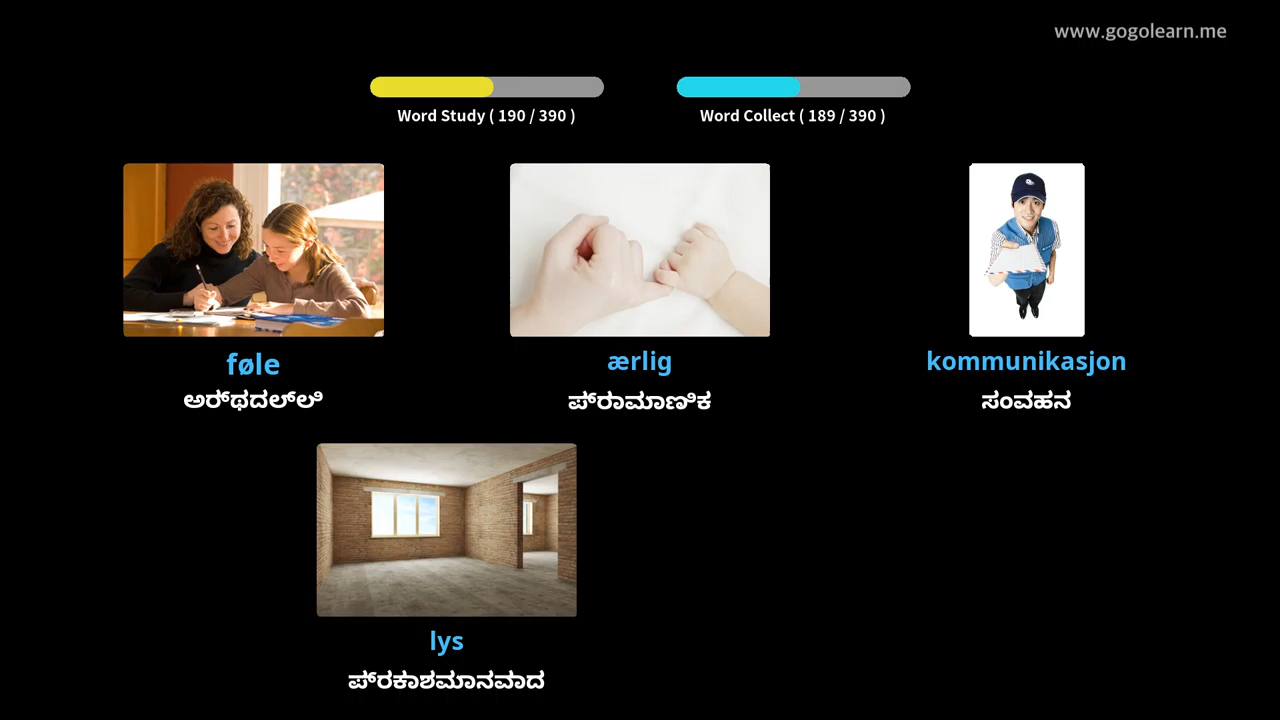 www.gogolearn.me
Word Study ( 190 / 390 )
Word Collect ( 189 / 390 )
føle
ærlig
kommunikasjon
ಅರ್ಥದಲ್ಲಿ
ಪ್ರಾಮಾಣಿಕ
ಸಂವಹನ
lys
ಪ್ರಕಾಶಮಾನವಾದ